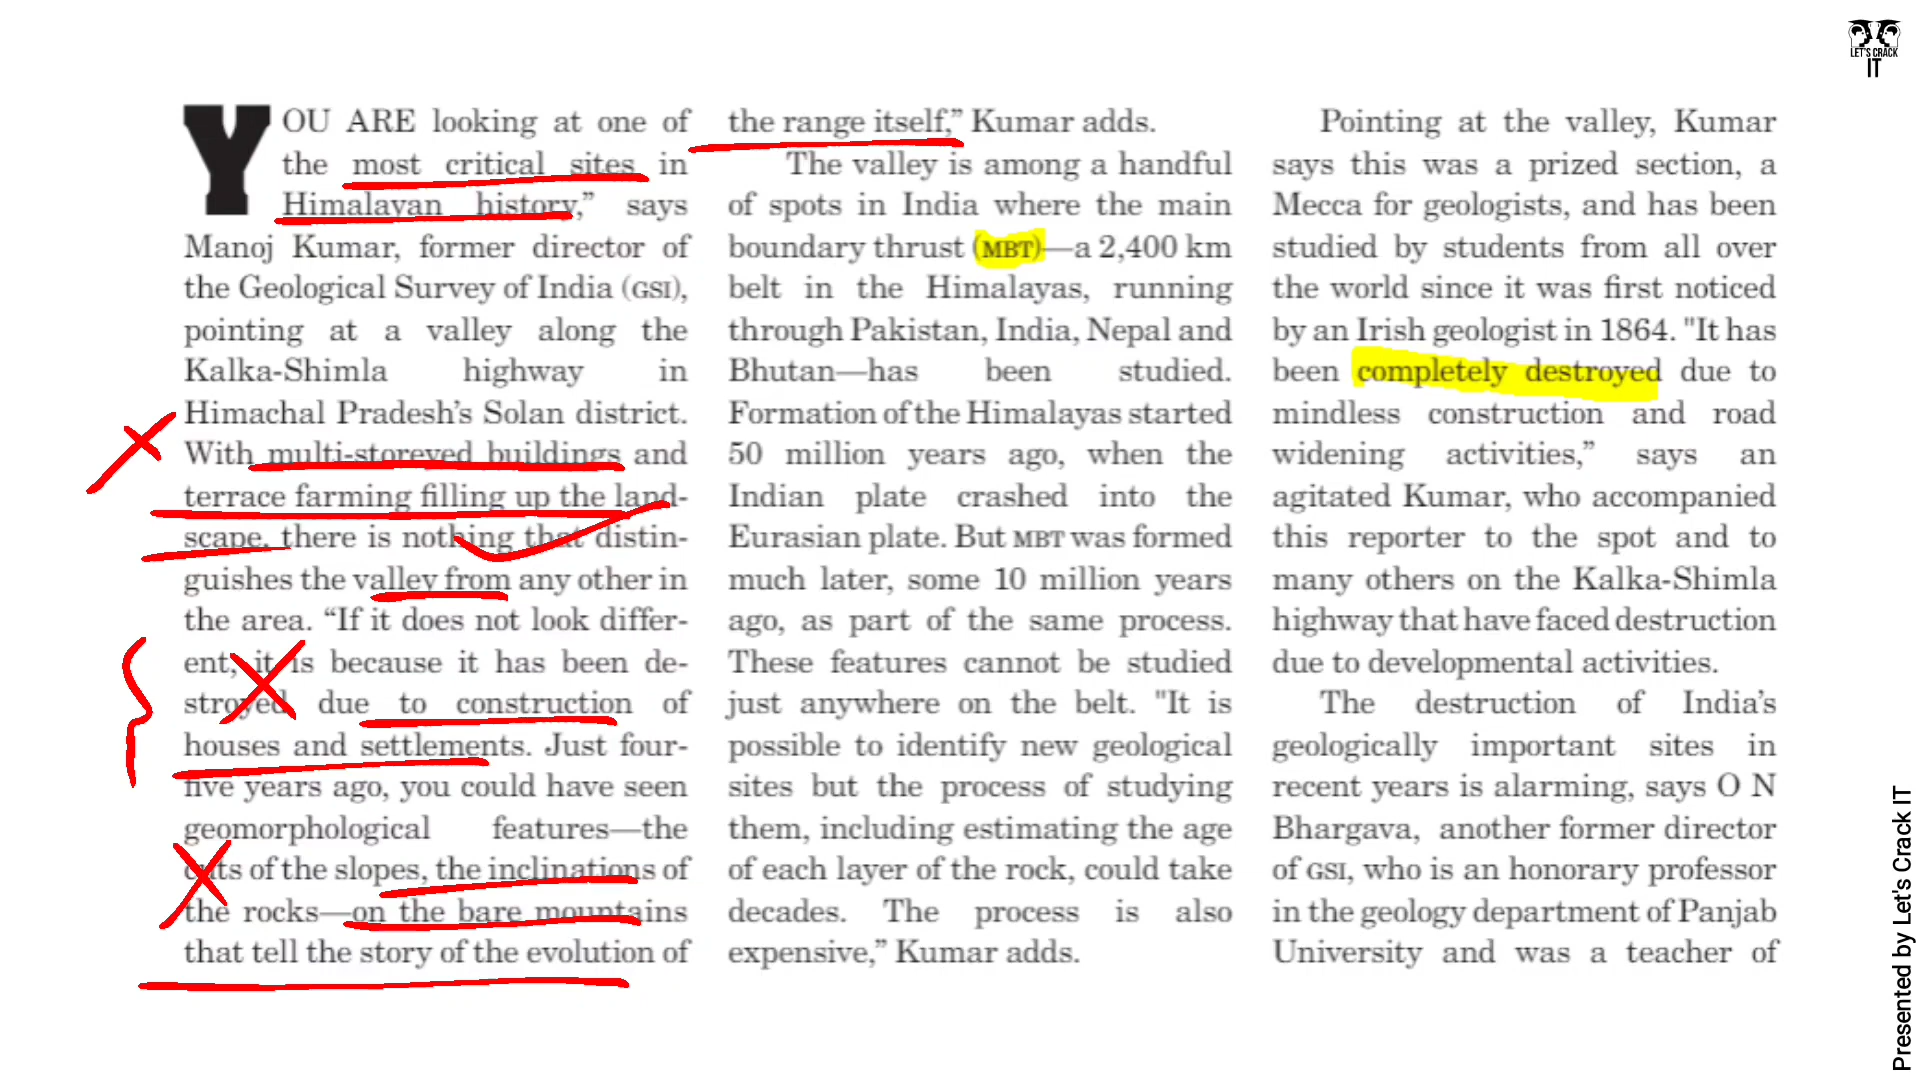 LET'S CRACK
IT
YOU ARE looking at one of
the most critical sites in
Himalayan history,” says
Manoj Kumar, former director of
the Geological Survey of India (GSI),
pointing at a valley along the
Kalka-Shimla highway in
Himachal Pradesh’s Solan district.
With multi-storeyed buildings and
terrace farming filling up the land-
scape, there is nothing that distin-
guishes the valley from any other in
the area. “If it does not look differ-
ent, it is because it has been de-
stroyed due to construction of
houses and settlements. Just four-
five years ago, you could have seen
geomorphological features—the
cuts of the slopes, the inclinations of
the rocks—on the bare mountains
that tell the story of the evolution of
the range itself,” Kumar adds.
The valley is among a handful
of spots in India where the main
boundary thrust (MBT)—a 2,400 km
belt in the Himalayas, running
through Pakistan, India, Nepal and
Bhutan—has been studied.
Formation of the Himalayas started
50 million years ago, when the
Indian plate crashed into the
Eurasian plate. But MBT was formed
much later, some 10 million years
ago, as part of the same process.
These features cannot be studied
just anywhere on the belt. "It is
possible to identify new geological
sites but the process of studying
them, including estimating the age
of each layer of the rock, could take
decades. The process is also
expensive,” Kumar adds.
Pointing at the valley, Kumar
says this was a prized section, a
Mecca for geologists, and has been
studied by students from all over
the world since it was first noticed
by an Irish geologist in 1864. "It has
been completely destroyed due to
mindless construction and road
widening activities,” says an
agitated Kumar, who accompanied
this reporter to the spot and to
many others on the Kalka-Shimla
highway that have faced destruction
due to developmental activities.
The destruction of India’s
geologically important sites in
recent years is alarming, says O N
Bhargava, another former director
of GSI, who is an honorary professor
in the geology department of Panjab
University and was a teacher of
Presented by Let's Crack IT